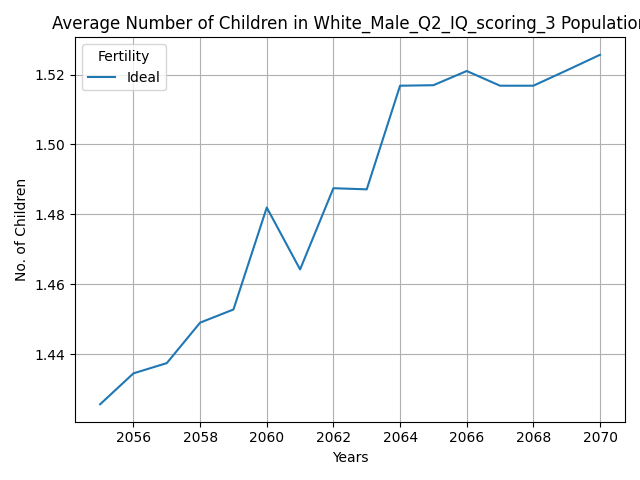 Average Number of Children in White_Male_Q2_IQ_scoring_3 Population
Fertility
Ideal
No. of Children
1.52
1.50
1.48
1.46
1.44
2056 2058 2060 2062 2064 2066 2068 2070
Years